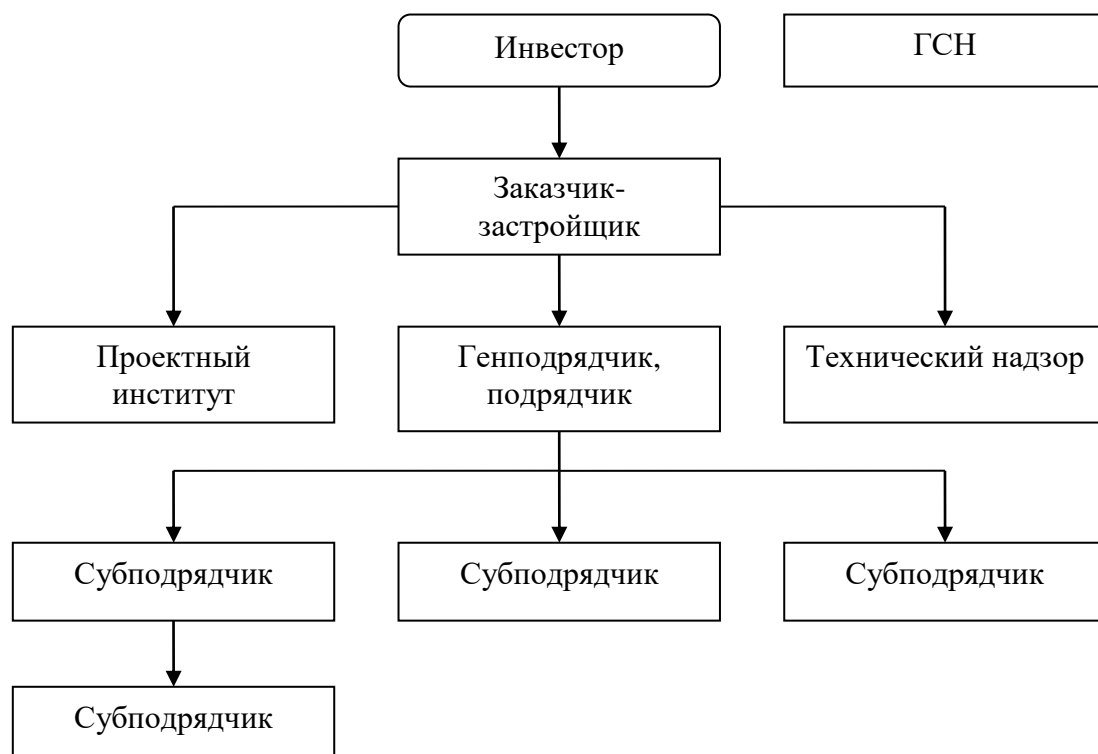 Инвестор
ГСН
Заказчик-
застройщик
Проектный
институт
Генподрядчик,
подрядчик
Технический надзор
Субподрядчик
Субподрядчик
Субподрядчик
Субподрядчик